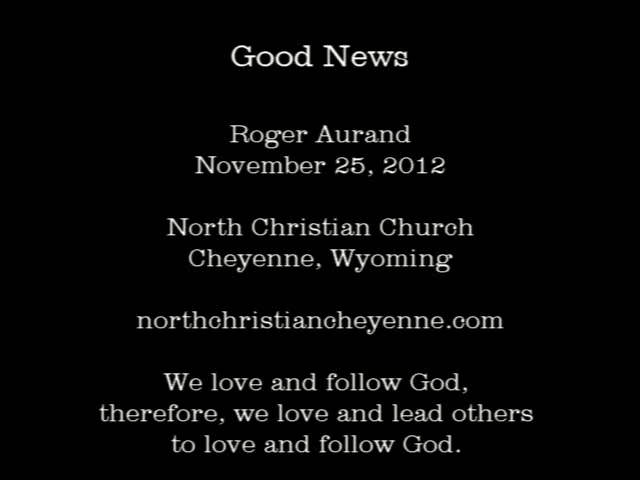 Good News
Roger Aurand
November 25, 2012
North Christian Church
Cheyenne, Wyoming
northchristiancheyenne.com
We love and follow God,
therefore, we love and lead others
to love and follow God.